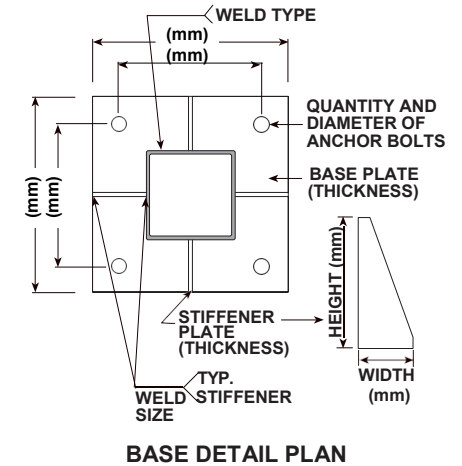 WELD TYPE
(mm)
(mm)
QUANTITY AND
DIAMETER OF
ANCHOR BOLTS
BASE PLATE
(THICKNESS)
(mm)
(mm)
HEIGHT (mm)
STIFFENER
PLATE
(THICKNESS)
WIDTH
(mm)
TYP.
STIFFENER
WELD
SIZE
BASE DETAIL PLAN